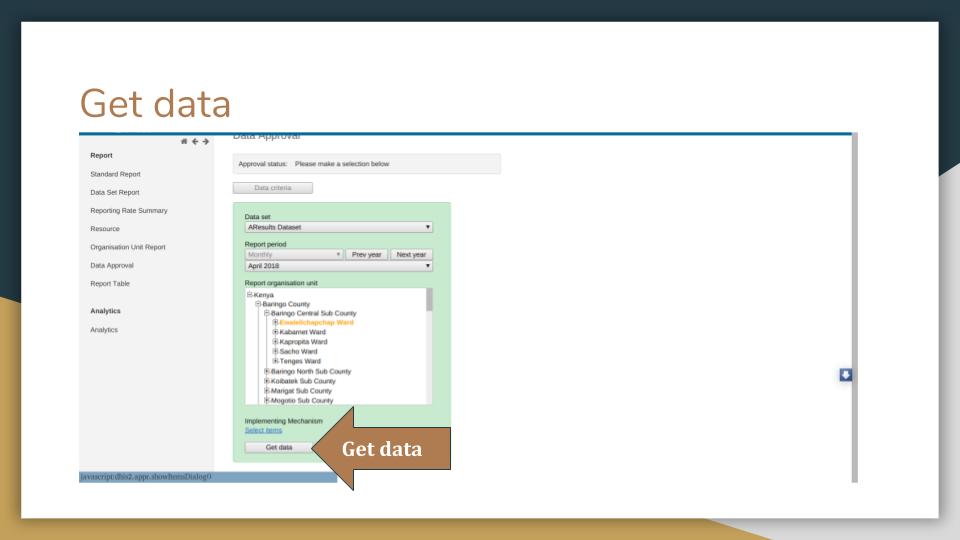 Get data
Data Approval
Report
Approval status: Please make a selection below
Standard Report
Data criteria
Data Set Report
Reporting Rate Summary
Data set
Resource
AResults Dataset
Organisation Unit Report
Report period
Monthly Prev year Next year
Data Approval
April 2018
Report Table
Report organisation unit
Kenya
Baringo County
Analytics
Baringo Central Sub County
Ewalel/chapchap Ward
Analytics
Kabarnet Ward
Kapropita Ward
Sacho Ward
Tenges Ward
Baringo North Sub County
Koibatek Sub County
Marigat Sub County
Mogotio Sub County
Implementing Mechanism
Select items
Get data
Get data
javascript:dhis2.appr.showItemsDialog()